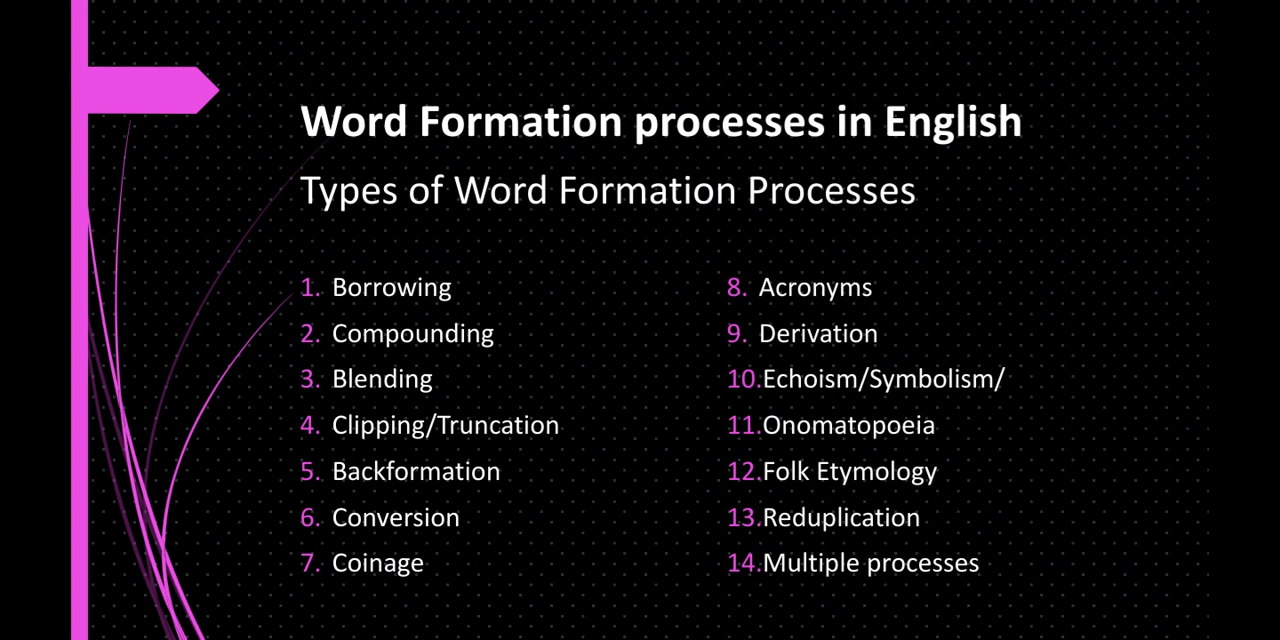 Word Formation processes in English
Types of Word Formation Processes
1. Borrowing
2. Compounding
3. Blending
4. Clipping/Truncation
5. Backformation
6. Conversion
7. Coinage
8. Acronyms
9. Derivation
10.Echoism/Symbolism/
11.Onomatopoeia
12.Folk Etymology
13.Reduplication
14.Multiple processes